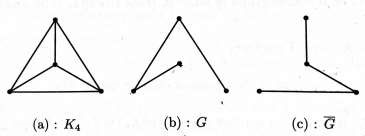 (a) : K₄ (b) : G (c) : G̅